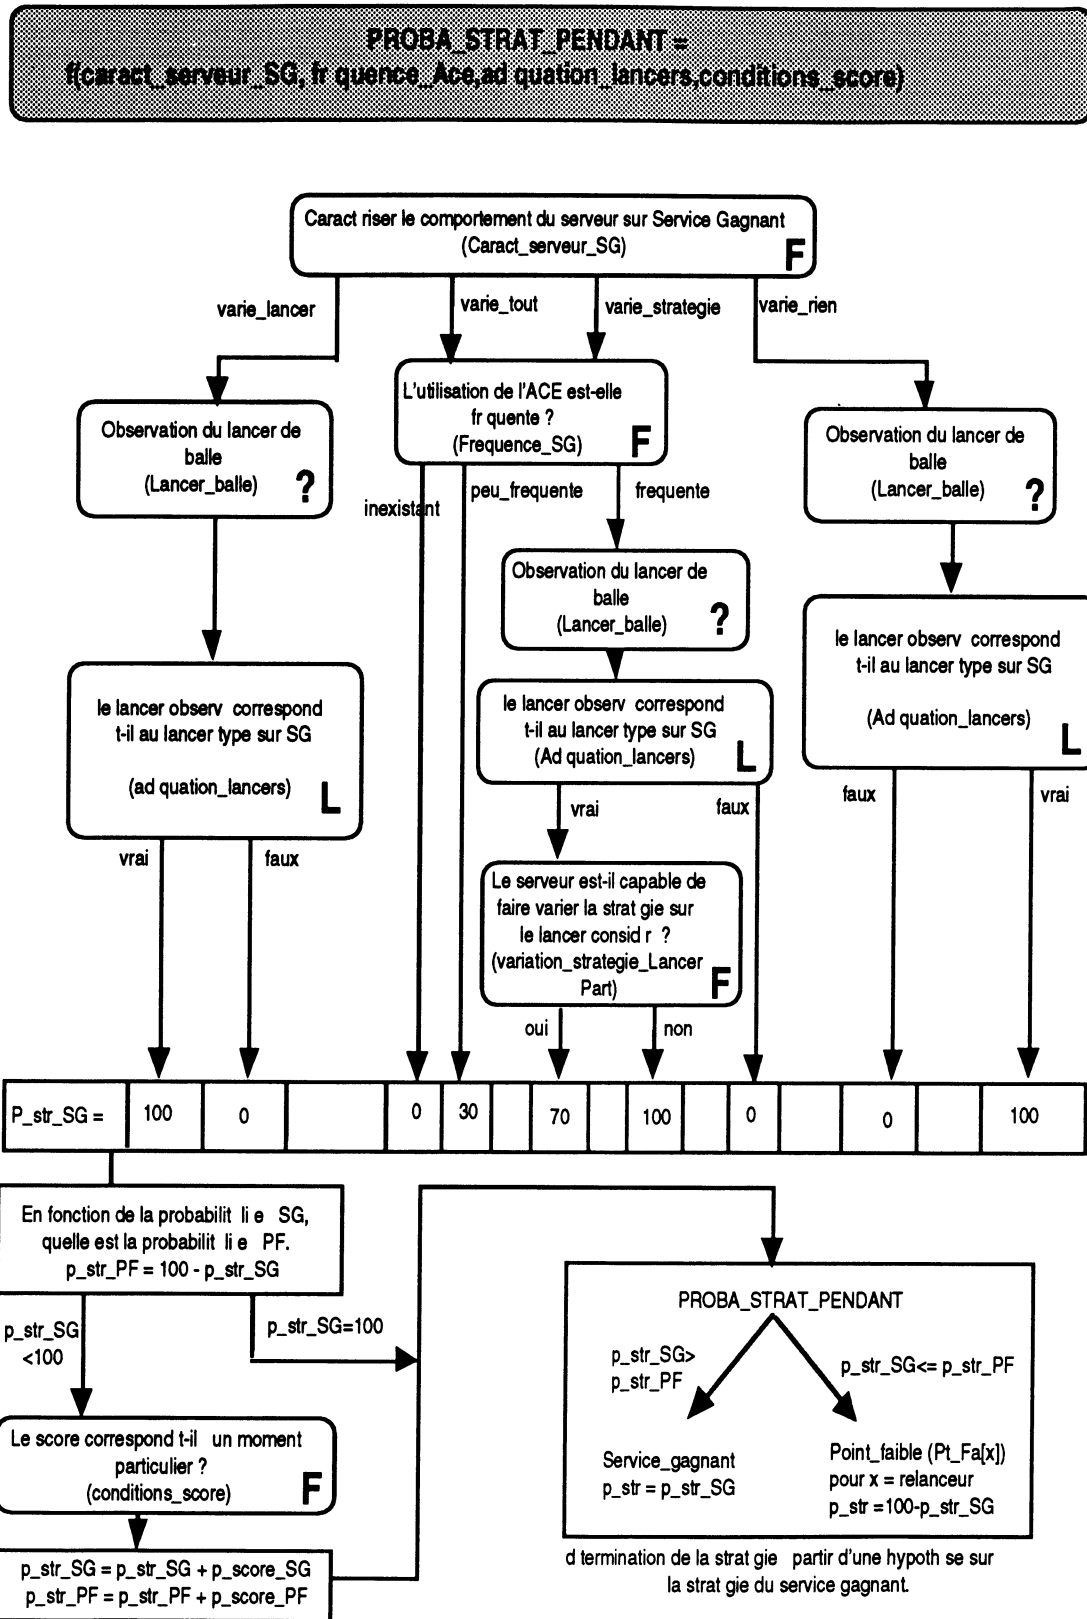 PROBA_STRAT_PENDANT =
f(caract_serveur_SG, fr quence_Ace,ad quation_lancers,conditions_score)
Caract riser le comportement du serveur sur Service Gagnant
(Caract_serveur_SG)
F
varie_lancer
varie_tout
varie_strategie
varie_rien
Observation du lancer de
balle
(Lancer_balle)
?
L'utilisation de l'ACE est-elle
fr quente ?
(Frequence_SG)
F
Observation du lancer de
balle
(Lancer_balle)
?
inexistant
peu_frequente
frequente
Observation du lancer de
balle
(Lancer_balle)
?
le lancer observ  correspond
t-il au lancer type sur SG
(ad quation_lancers)
L
le lancer observ  correspond
t-il au lancer type sur SG
(Ad quation_lancers)
L
le lancer observ  correspond
t-il au lancer type sur SG
(Ad quation_lancers)
L
vrai
faux
vrai
faux
faux
vrai
Le serveur est-il capable de
faire varier la strat gie sur
le lancer consid r  ?
(variation_strategie_Lancer
Part)
F
oui
non
P_str_SG = 100 0 0 30 70 100 0 0 100
En fonction de la probabilit  li e   SG,
quelle est la probabilit  li e   PF.
p_str_PF = 100 - p_str_SG
p_str_SG
<100
p_str_SG=100
Le score correspond t-il   un moment
particulier ?
(conditions_score)
F
p_str_SG = p_str_SG + p_score_SG
p_str_PF = p_str_PF + p_score_PF
PROBA_STRAT_PENDANT
p_str_SG>
p_str_PF
p_str_SG<= p_str_PF
Service_gagnant
p_str = p_str_SG
Point_faible (Pt_Fa[x])
pour x = relanceur
p_str =100-p_str_SG
d termination de la strat gie   partir d'une hypoth se sur
la strat gie du service gagnant.